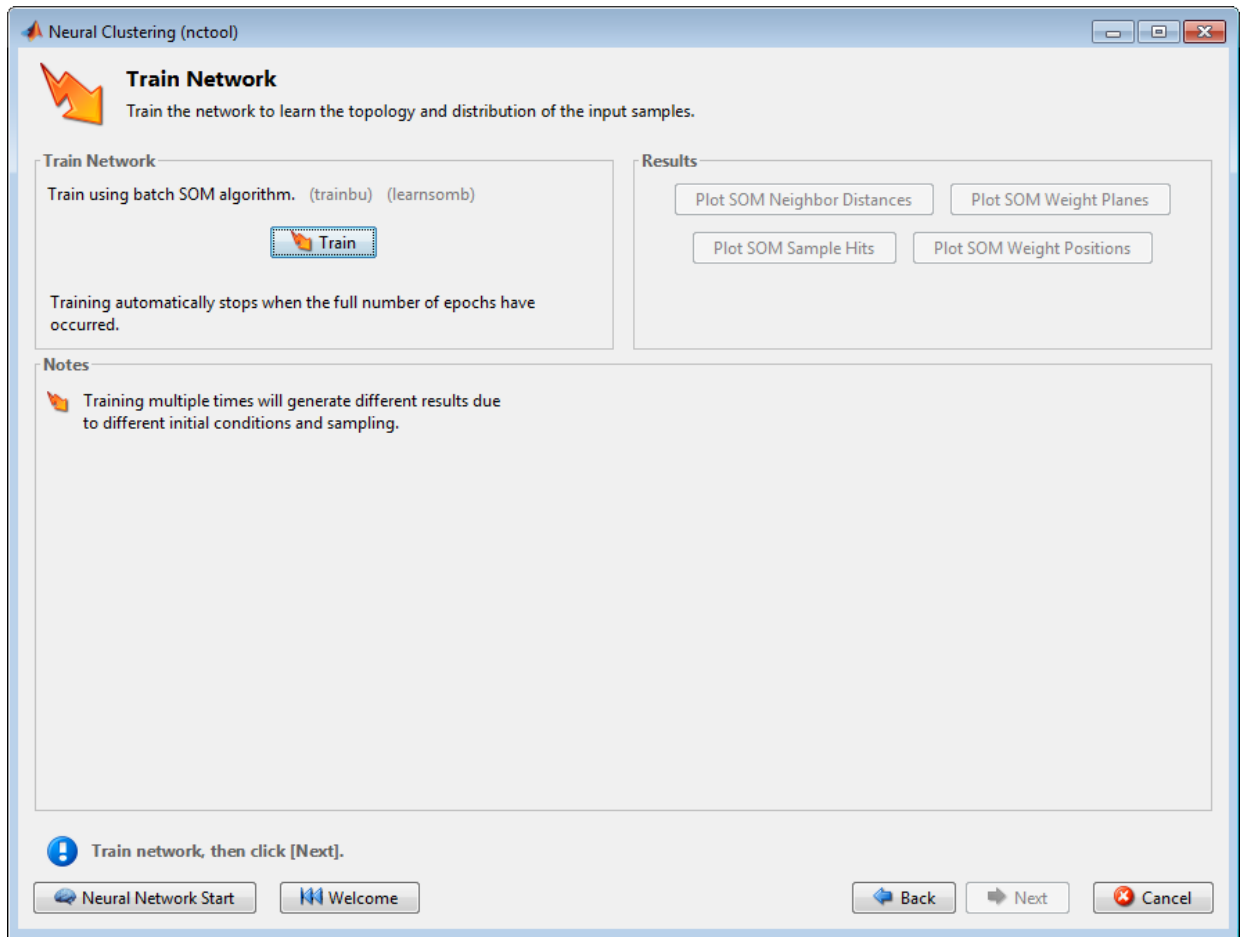 Neural Clustering (nctool)
Train Network
Train the network to learn the topology and distribution of the input samples.
Train Network
Train using batch SOM algorithm. (trainbu) (learnsomb)
Train
Training automatically stops when the full number of epochs have
occurred.
Results
Plot SOM Neighbor Distances
Plot SOM Weight Planes
Plot SOM Sample Hits
Plot SOM Weight Positions
Notes
Training multiple times will generate different results due
to different initial conditions and sampling.
Train network, then click [Next].
Neural Network Start
Welcome
Back
Next
Cancel